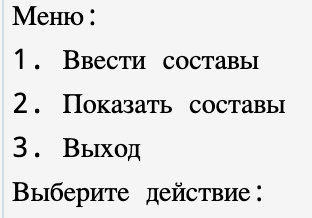 Меню:
1. Ввести составы
2. Показать составы
3. Выход
Выберите действие: